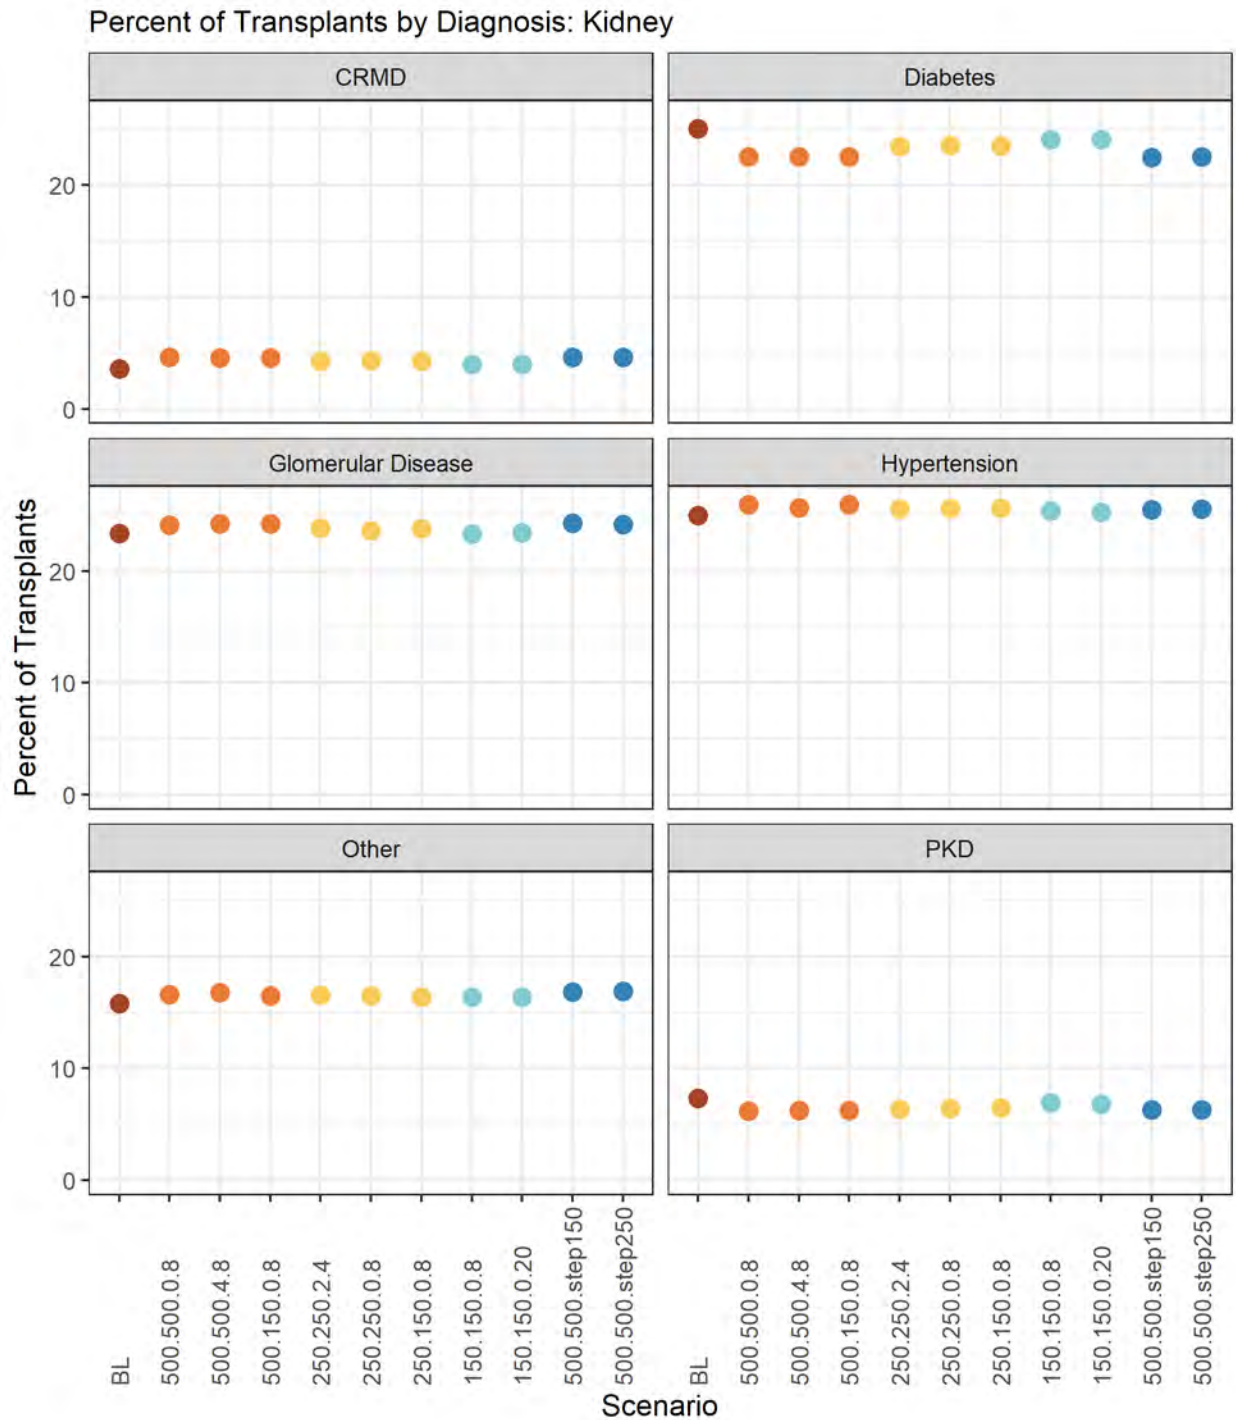 Percent of Transplants by Diagnosis: Kidney
CRMD
Diabetes
20
10
0
Glomerular Disease
Hypertension
20
10
0
Percent of Transplants
Other
PKD
20
10
0
BL
500.500.0.8
500.500.4.8
500.150.0.8
250.250.2.4
250.250.0.8
250.150.0.8
150.150.0.8
150.150.0.20
500.500.step150
500.500.step250
BL
500.500.0.8
500.500.4.8
500.150.0.8
250.250.2.4
250.250.0.8
250.150.0.8
150.150.0.8
150.150.0.20
500.500.step150
500.500.step250
Scenario